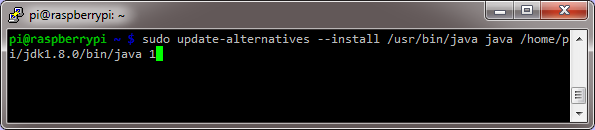 pi@raspberrypi: ~
pi@raspberrypi ~ $ sudo update-alternatives --install /usr/bin/java java /home/p
i/jdk1.8.0/bin/java 1